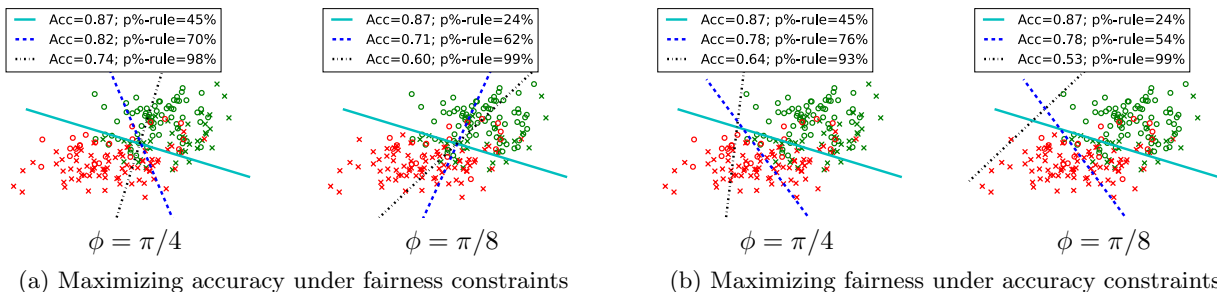 Acc=0.87; p%-rule=45%
Acc=0.82; p%-rule=70%
Acc=0.74; p%-rule=98%
Acc=0.87; p%-rule=24%
Acc=0.71; p%-rule=62%
Acc=0.60; p%-rule=99%
Acc=0.87; p%-rule=45%
Acc=0.78; p%-rule=76%
Acc=0.64; p%-rule=93%
Acc=0.87; p%-rule=24%
Acc=0.78; p%-rule=54%
Acc=0.53; p%-rule=99%
ϕ = π/4
ϕ = π/8
ϕ = π/4
ϕ = π/8
(a) Maximizing accuracy under fairness constraints
(b) Maximizing fairness under accuracy constraints